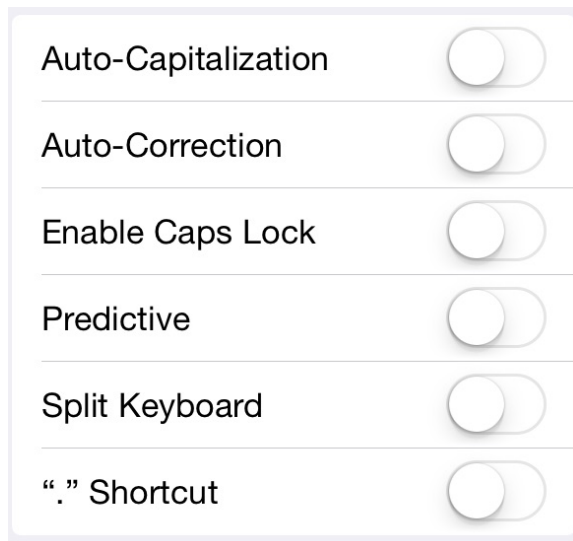 Auto-Capitalization
Auto-Correction
Enable Caps Lock
Predictive
Split Keyboard
“.” Shortcut